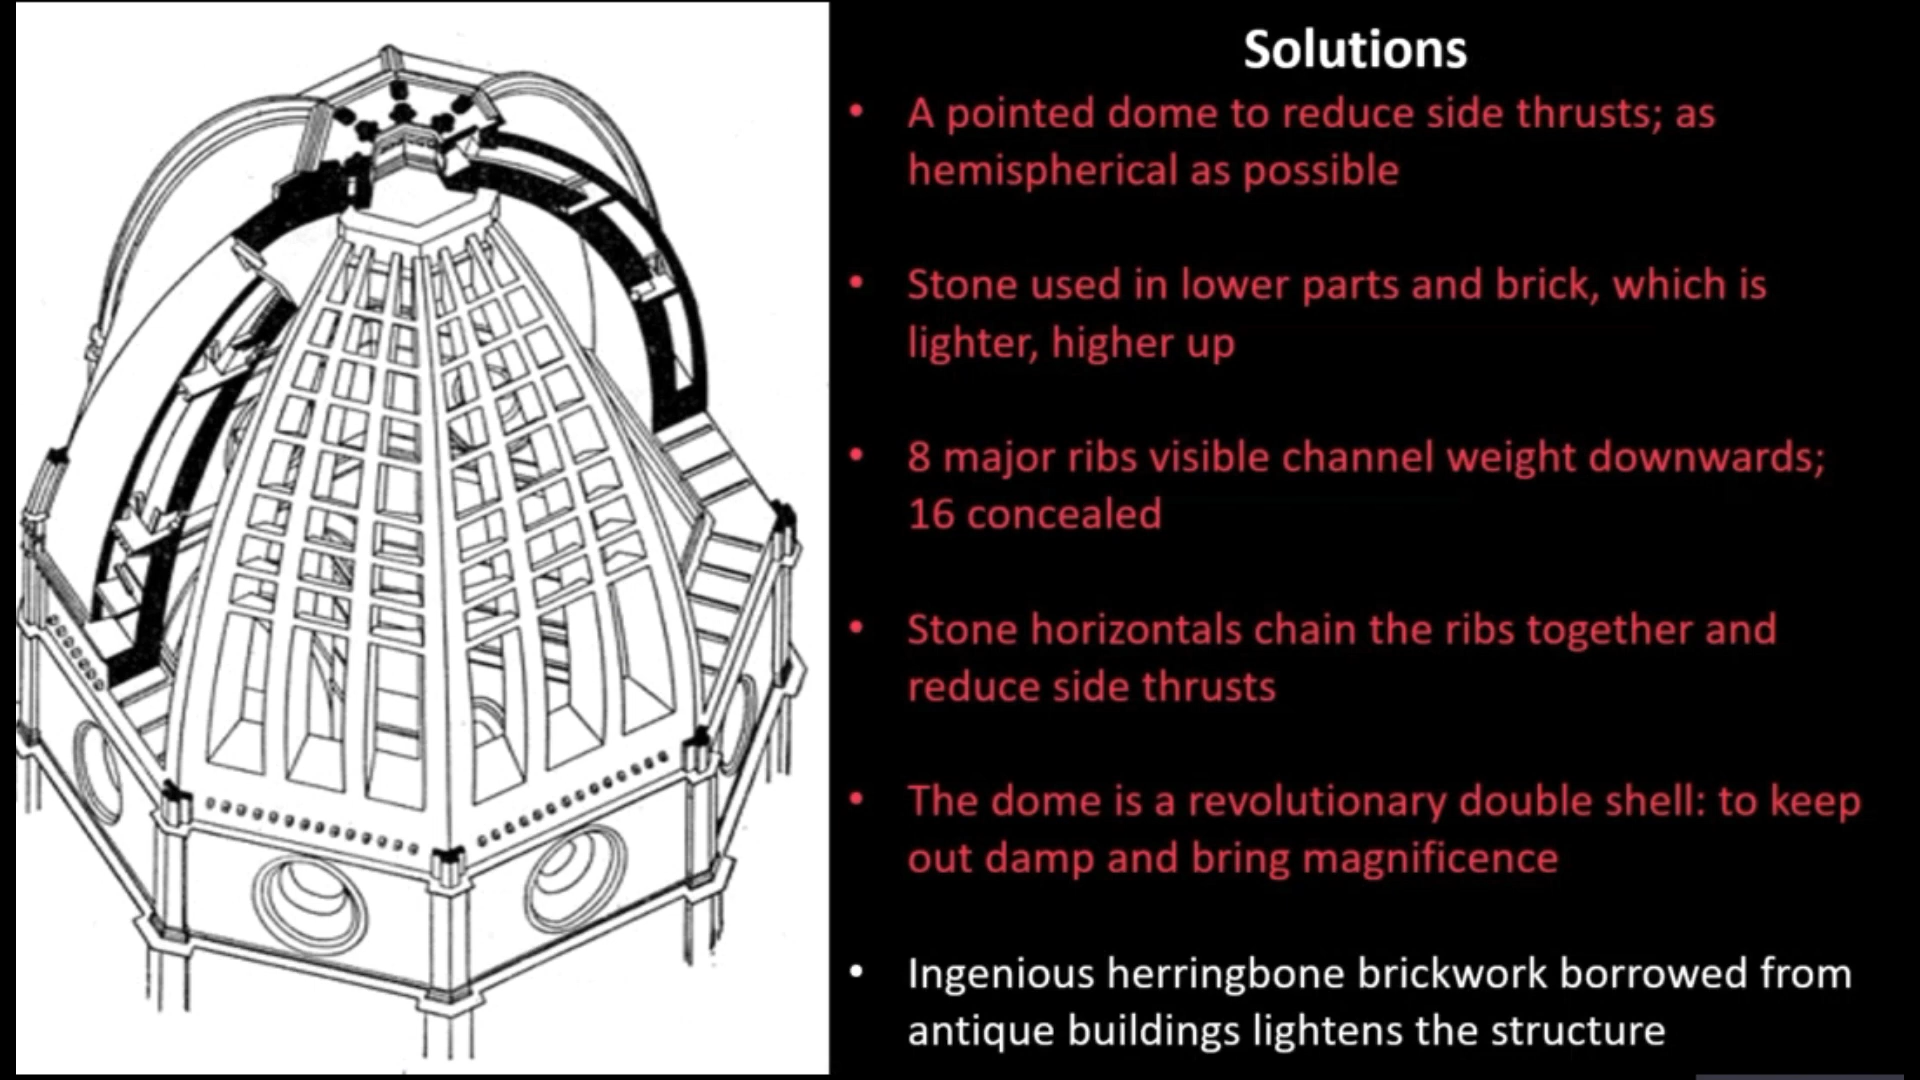 Solutions
• A pointed dome to reduce side thrusts; as
hemispherical as possible
• Stone used in lower parts and brick, which is
lighter, higher up
• 8 major ribs visible channel weight downwards;
16 concealed
• Stone horizontals chain the ribs together and
reduce side thrusts
• The dome is a revolutionary double shell: to keep
out damp and bring magnificence
• Ingenious herringbone brickwork borrowed from
antique buildings lightens the structure